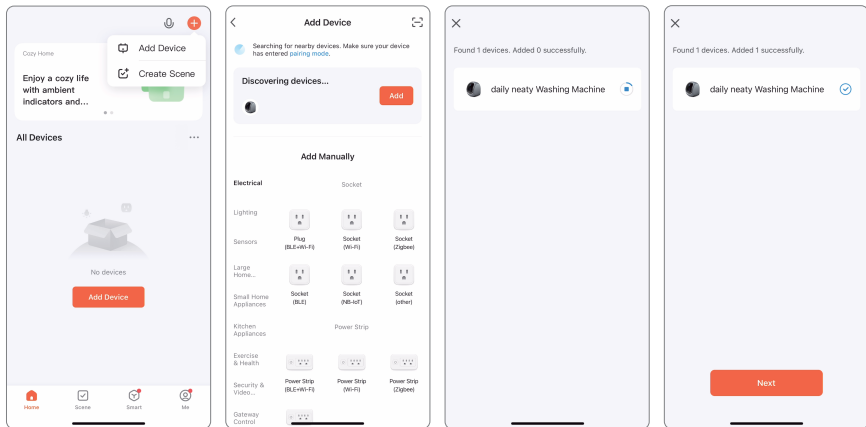 Add Device
Create Scene
Cozy Home
Enjoy a cozy life
with ambient
indicators and...
All Devices
No devices
Add Device
Home
Scene
Smart
Me
Add Device
Searching for nearby devices. Make sure your device
has entered pairing mode.
Discovering devices...
Add
Add Manually
Electrical
Lighting
Sensors
Large
Home...
Small Home
Appliances
Kitchen
Appliances
Exercise
& Health
Security &
Video...
Gateway
Control
Socket
Plug
(BLE+Wi-Fi)
Socket
(Wi-Fi)
Socket
(Zigbee)
Socket
(BLE)
Socket
(NB-IoT)
Socket
(other)
Power Strip
Power Strip
(BLE+Wi-Fi)
Power Strip
(Wi-Fi)
Power Strip
(Zigbee)
Found 1 devices. Added 0 successfully.
daily neaty Washing Machine
Found 1 devices. Added 1 successfully.
daily neaty Washing Machine
Next